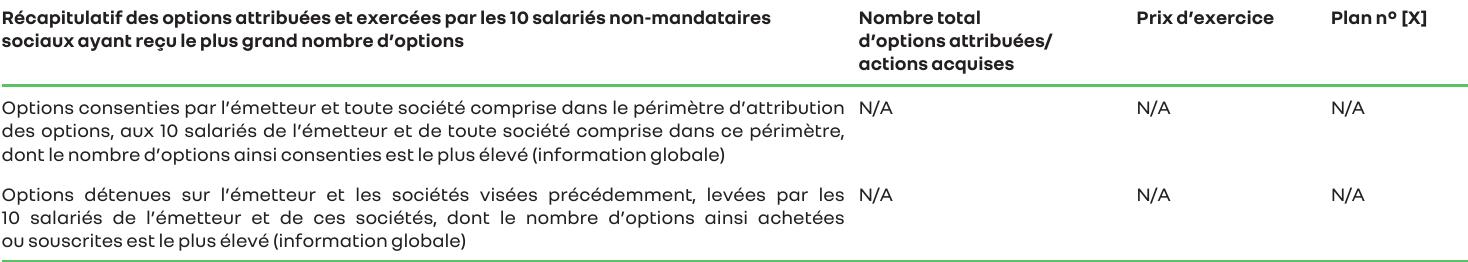 Récapitulatif des options attribuées et exercées par les 10 salariés non-mandataires
sociaux ayant reçu le plus grand nombre d'options
Nombre total
d'options attribuées/
actions acquises
Prix d'exercice
Plan nº [X]
Options consenties par l'émetteur et toute société comprise dans le périmètre d'attribution
des options, aux 10 salariés de l'émetteur et de toute société comprise dans ce périmètre,
dont le nombre d'options ainsi consenties est le plus élevé (information globale)
N/A
N/A
N/A
Options détenues sur l'émetteur et les sociétés visées précédemment, levées par les
10 salariés de l'émetteur et de ces sociétés, dont le nombre d'options ainsi achetées
ou souscrites est le plus élevé (information globale)
N/A
N/A
N/A